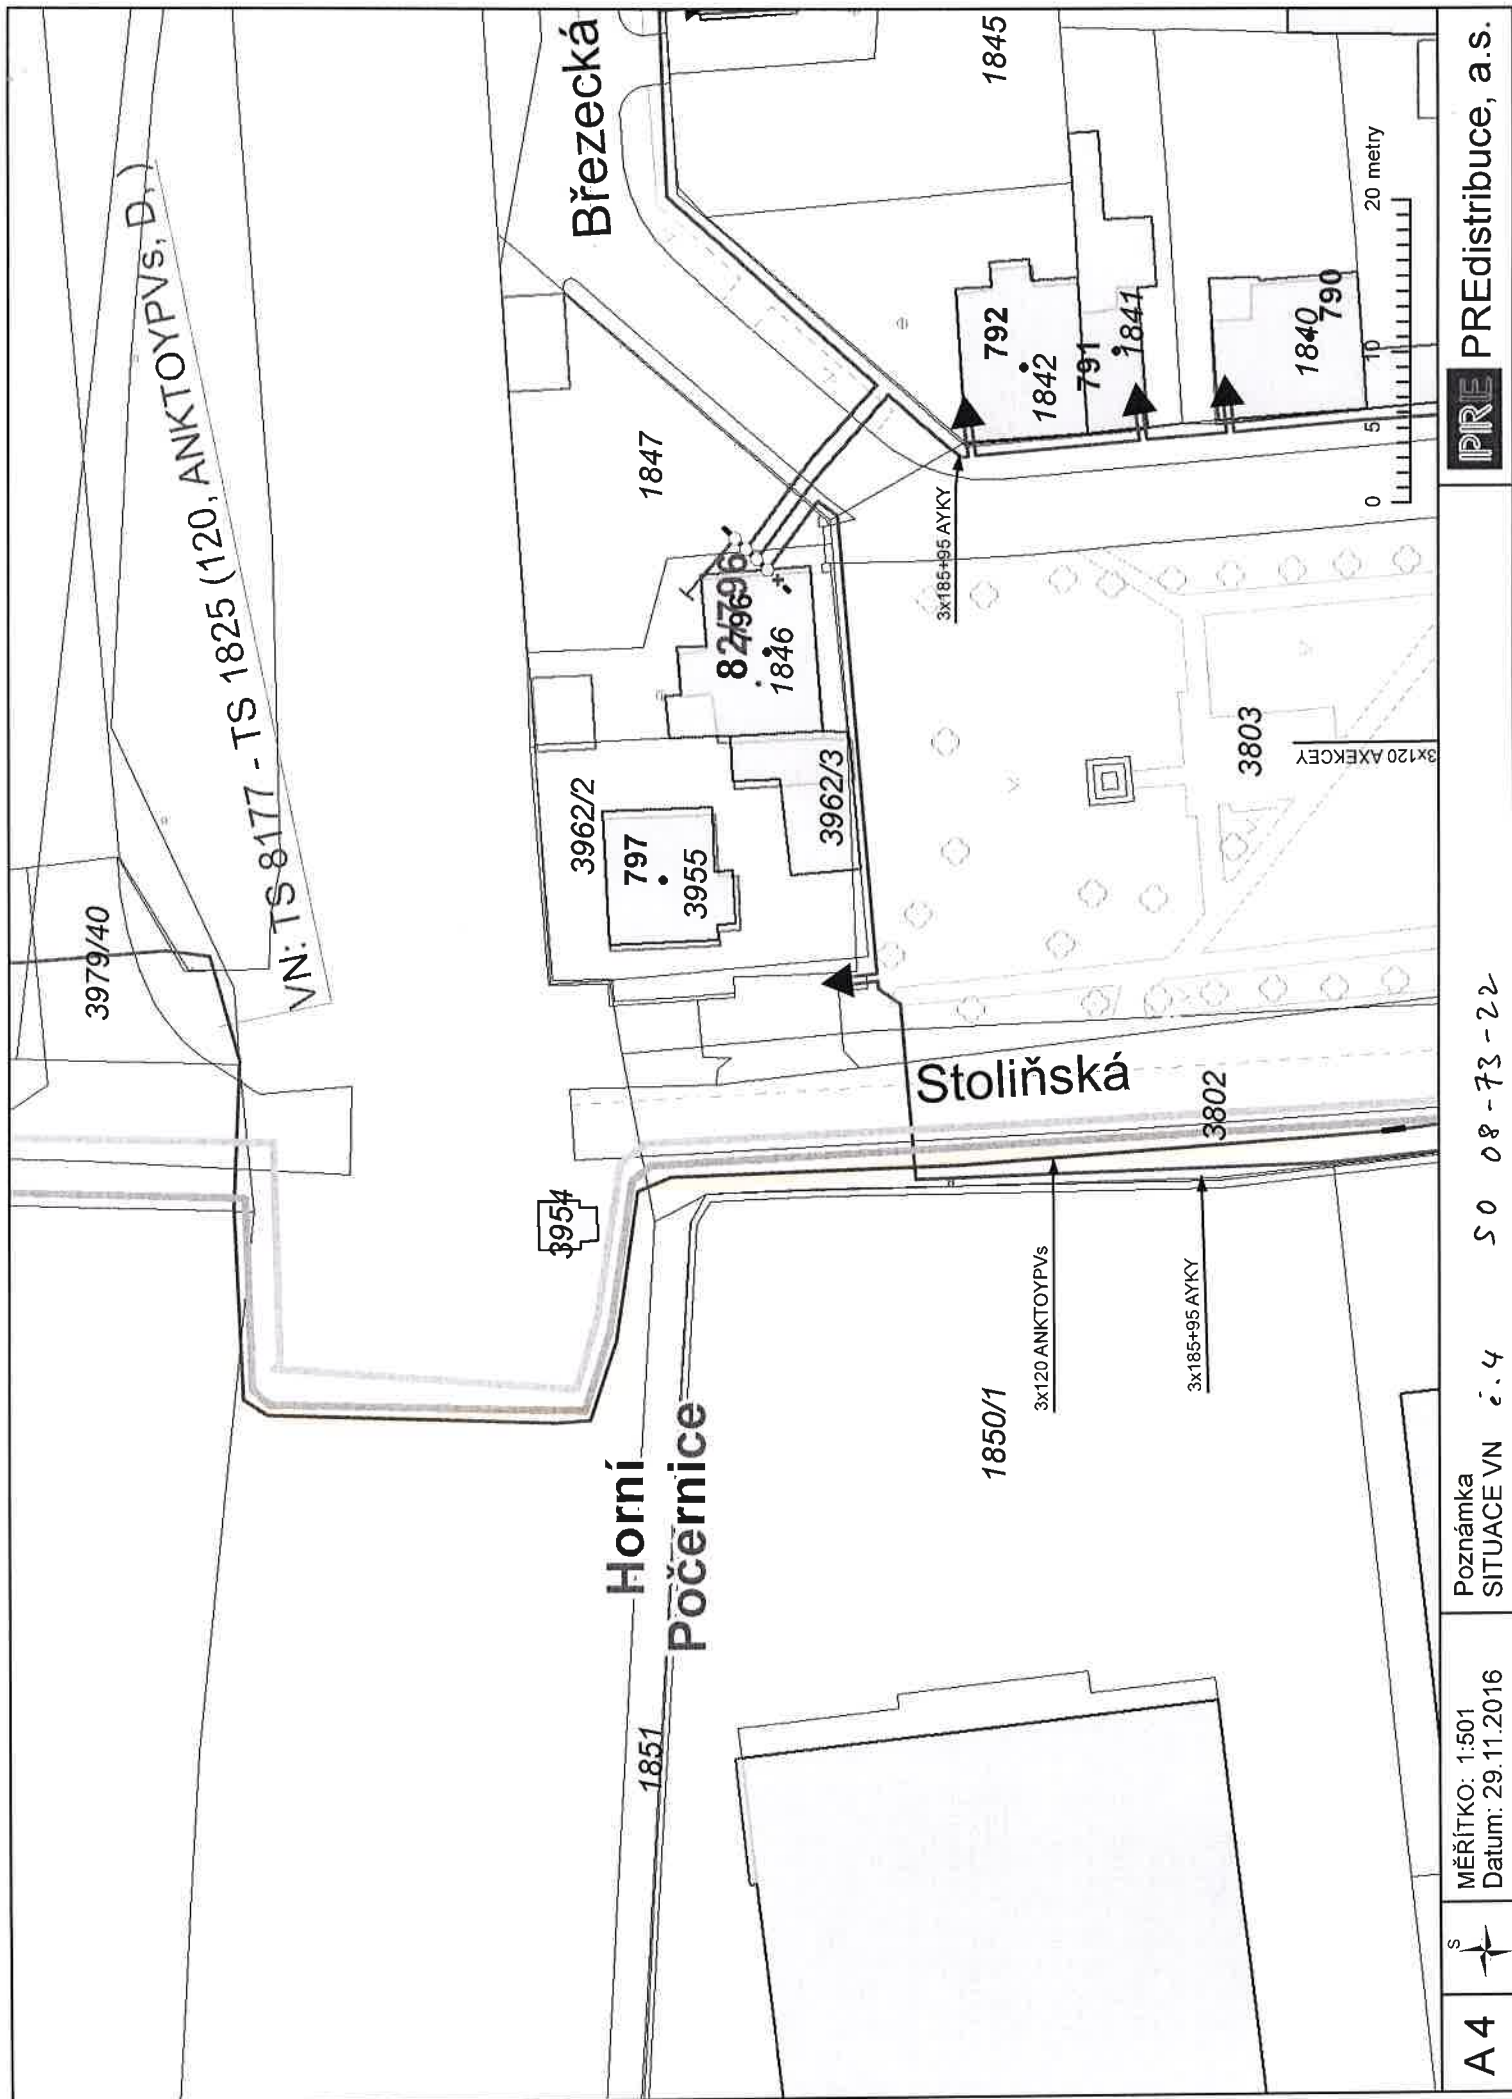 3979/40
VN: TS 8177 - TS 1825 (120, ANKTOYPVs, D, )
Březecká
1847
1845
3962/2
797
3955
3962/3
82/796
796
1846
3954
Horní
Počernice
1851
Stoliňská
3802
3803
3x185+95 AYKY
792
1842
791
1841
1840
790
3x120 AXEKCEY
1850/1
3x120 ANKTOYPVs
3x185+95 AYKY
0 5 10 20 metry
A 4
S
MĚŘÍTKO: 1:501
Datum: 29.11.2016
Poznámka
SITUACE VN č.4 SO 08-73-22
PRE PREdistribuce, a.s.